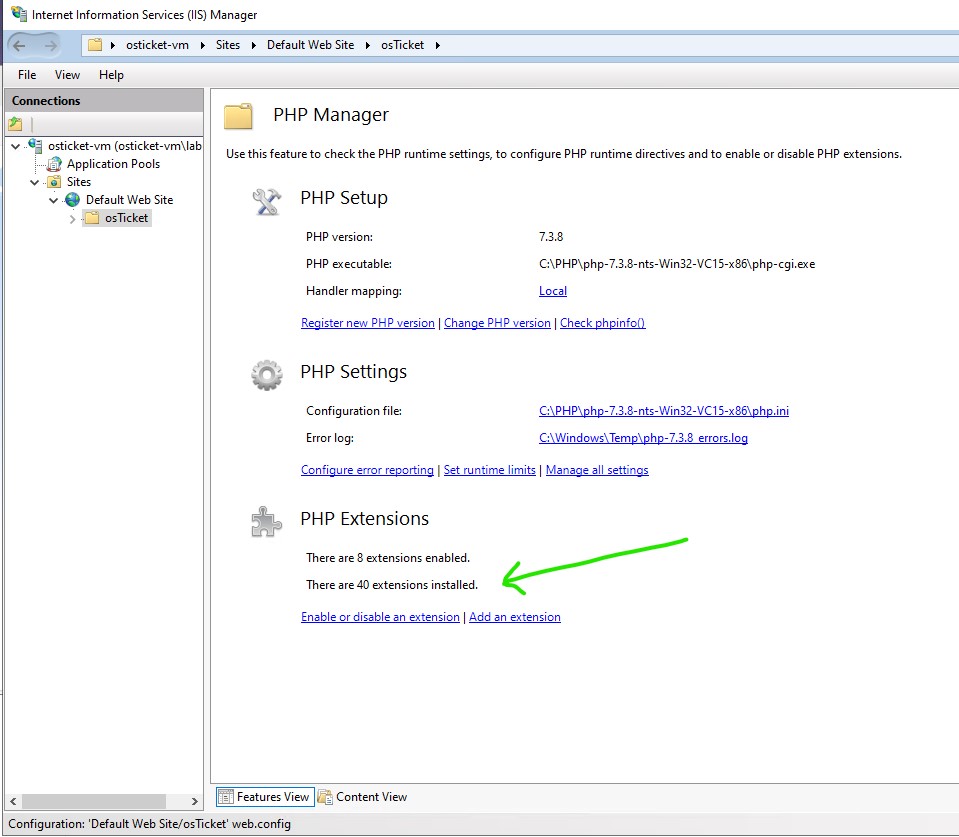 Internet Information Services (IIS) Manager
osticket-vm Sites Default Web Site osTicket
File View Help
Connections
osticket-vm (osticket-vm\lab
Application Pools
Sites
Default Web Site
osTicket
PHP Manager
Use this feature to check the PHP runtime settings, to configure PHP runtime directives and to enable or disable PHP extensions.
PHP Setup
PHP version: 7.3.8
PHP executable: C:\PHP\php-7.3.8-nts-Win32-VC15-x86\php-cgi.exe
Handler mapping: Local
Register new PHP version | Change PHP version | Check phpinfo()
PHP Settings
Configuration file: C:\PHP\php-7.3.8-nts-Win32-VC15-x86\php.ini
Error log: C:\Windows\Temp\php-7.3.8_errors.log
Configure error reporting | Set runtime limits | Manage all settings
PHP Extensions
There are 8 extensions enabled.
There are 40 extensions installed.
Enable or disable an extension | Add an extension
Features View Content View
Configuration: 'Default Web Site/osTicket' web.config